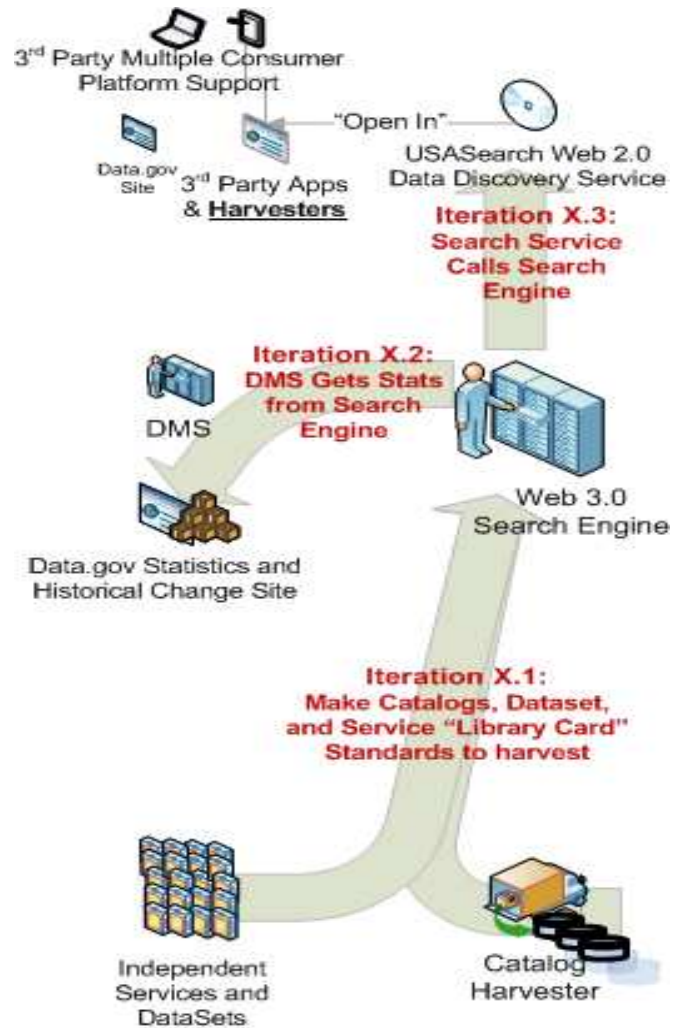 3rd Party Multiple Consumer
Platform Support
"Open In"
Data.gov
Site
3rd Party Apps
& Harvesters
USASearch Web 2.0
Data Discovery Service
Iteration X.3:
Search Service
Calls Search
Engine
Iteration X.2:
DMS Gets Stats
from Search
Engine
DMS
Web 3.0
Search Engine
Data.gov Statistics and
Historical Change Site
Iteration X.1:
Make Catalogs, Dataset,
and Service "Library Card"
Standards to harvest
Independent
Services and
DataSets
Catalog
Harvester